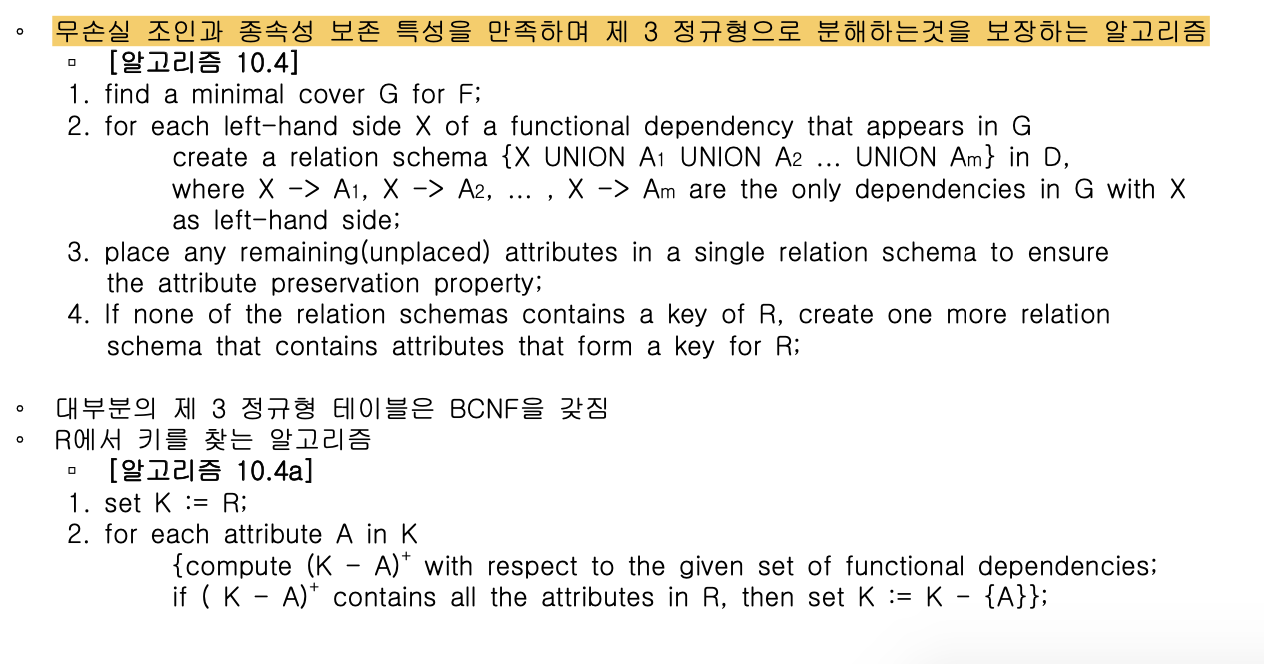 ◦ 무손실 조인과 종속성 보존 특성을 만족하며 제 3 정규형으로 분해하는것을 보장하는 알고리즘
▫ [알고리즘 10.4]
1. find a minimal cover G for F;
2. for each left-hand side X of a functional dependency that appears in G
create a relation schema {X UNION A1 UNION A2 ... UNION Am} in D,
where X -> A1, X -> A2, ... , X -> Am are the only dependencies in G with X
as left-hand side;
3. place any remaining(unplaced) attributes in a single relation schema to ensure
the attribute preservation property;
4. If none of the relation schemas contains a key of R, create one more relation
schema that contains attributes that form a key for R;
◦ 대부분의 제 3 정규형 테이블은 BCNF을 갖짐
◦ R에서 키를 찾는 알고리즘
▫ [알고리즘 10.4a]
1. set K := R;
2. for each attribute A in K
{compute (K - A)⁺ with respect to the given set of functional dependencies;
if ( K - A)⁺ contains all the attributes in R, then set K := K - {A}};